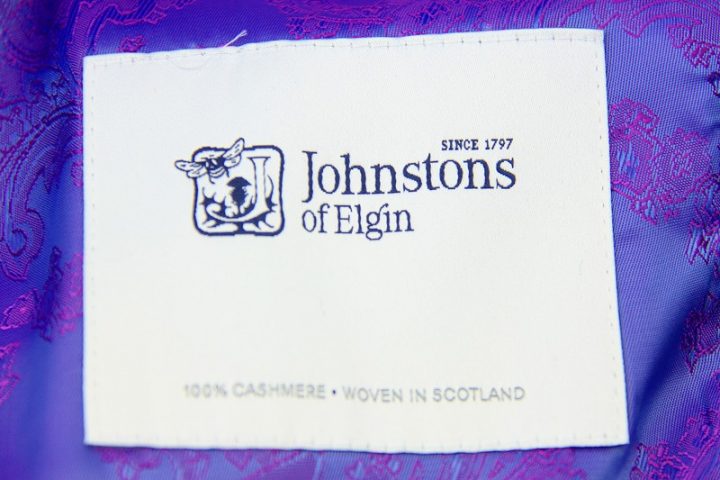 SINCE 1797
Johnstons
of Elgin
100% CASHMERE • WOVEN IN SCOTLAND